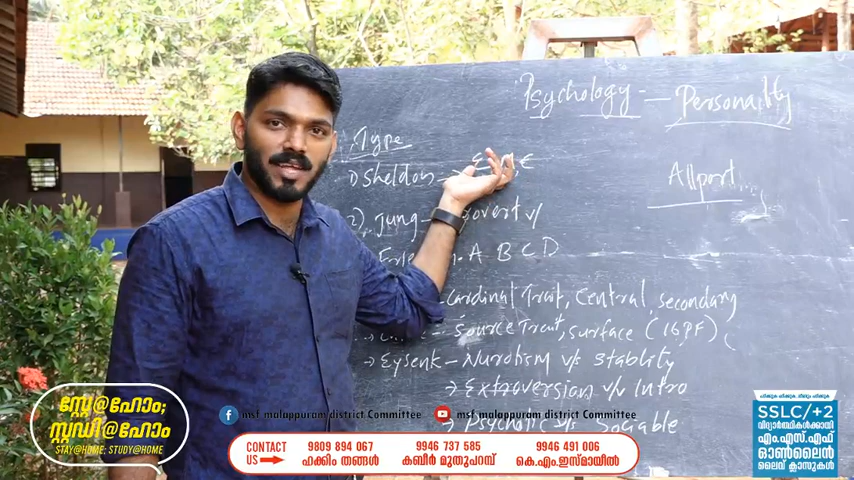 Psychology — Personality
Type
1) Sheldon -
Allport
2) Jung - overt v/
A B C D
Cardinal Trait, Central, secondary
- Source Trait, Surface (16PF)
→ Eysenk - Nurotism v/s Stablity
→ Extroversion v/s Intro
→ Psychotic v/s Sociable
സ്റ്റേ@ഹോം;
സ്റ്റഡി@ഹോം
STAY@HOME; STUDY@HOME
msf malappuram district Committee
msf malappuram district Committee
CONTACT US
9809 894 067
ഹക്കീം തങ്ങൾ
9946 737 585
കബീർ മുതുപറമ്പ്
9946 491 006
കെ.എം.ഇസ്മായീൽ
SSLC/+2
വിദ്യാർത്ഥികൾക്കായി
എം.എസ്.എഫ്
ഓൺലൈൻ
ലൈവ് ക്ലാസുകൾ